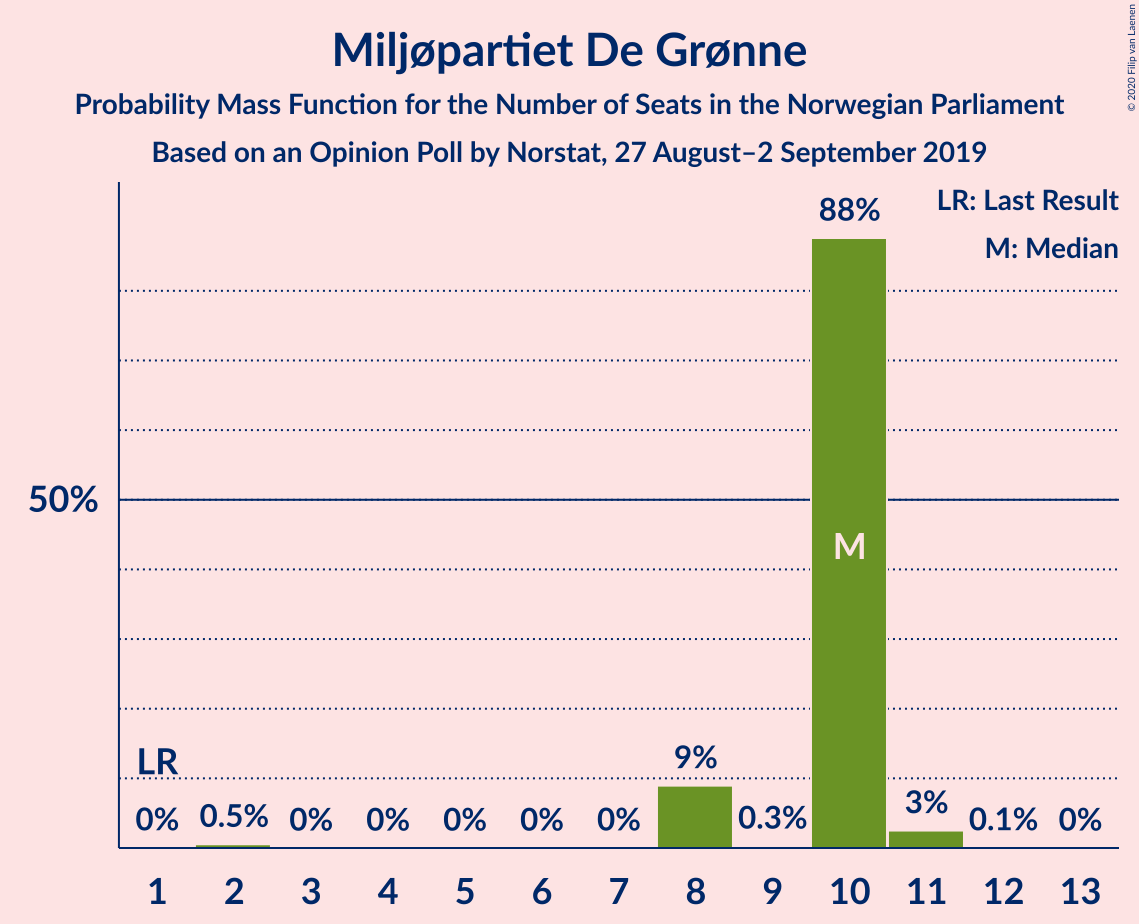 Miljøpartiet De Grønne
Probability Mass Function for the Number of Seats in the Norwegian Parliament
Based on an Opinion Poll by Norstat, 27 August–2 September 2019
© 2020 Filip van Laenen
LR: Last Result
M: Median
88%
50%
M
LR
9%
0% 0.5% 0% 0% 0% 0% 0% 0.3% 3% 0.1% 0%
1 2 3 4 5 6 7 8 9 10 11 12 13